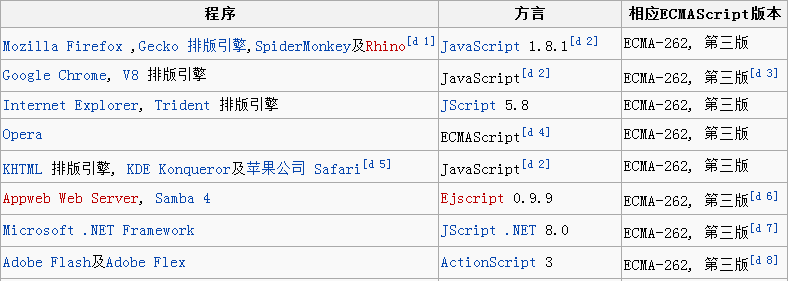 程序 方言 相应ECMAScript版本
Mozilla Firefox ,Gecko 排版引擎,SpiderMonkey及Rhino[d 1] JavaScript 1.8.1[d 2] ECMA-262, 第三版
Google Chrome, V8 排版引擎 JavaScript[d 2] ECMA-262, 第三版[d 3]
Internet Explorer, Trident 排版引擎 JScript 5.8 ECMA-262, 第三版
Opera ECMAScript[d 4] ECMA-262, 第三版
KHTML 排版引擎, KDE Konqueror及苹果公司 Safari[d 5] JavaScript[d 2] ECMA-262, 第三版
Appweb Web Server, Samba 4 Ejscript 0.9.9 ECMA-262, 第三版[d 6]
Microsoft .NET Framework JScript .NET 8.0 ECMA-262, 第三版[d 7]
Adobe Flash及Adobe Flex ActionScript 3 ECMA-262, 第三版[d 8]